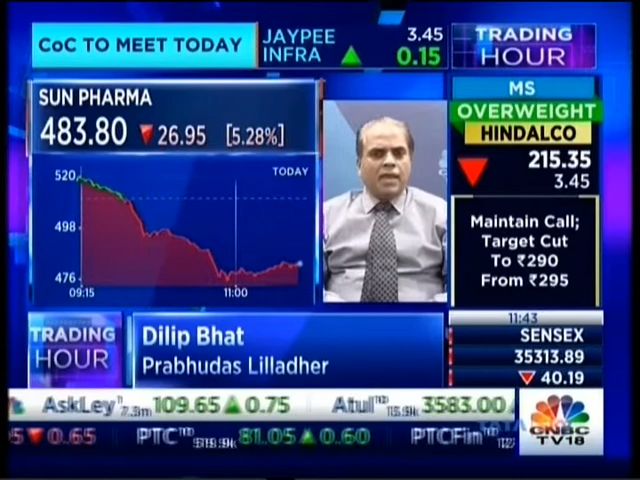 CoC TO MEET TODAY
JAYPEE
INFRA
3.45
0.15
TRADING
HOUR
SUN PHARMA
483.80 26.95 [5.28%]
TODAY
520
498
476
09:15 11:00
MS
OVERWEIGHT
HINDALCO
215.35
3.45
Maintain Call;
Target Cut
To ₹290
From ₹295
TRADING
HOUR
Dilip Bhat
Prabhudas Lilladher
11:43
SENSEX
35313.89
40.19
AskLey 109.65 0.75 Atul 3583.00
5 0.65 PTC 81.05 0.60 PTCFin
CNBC
TV18